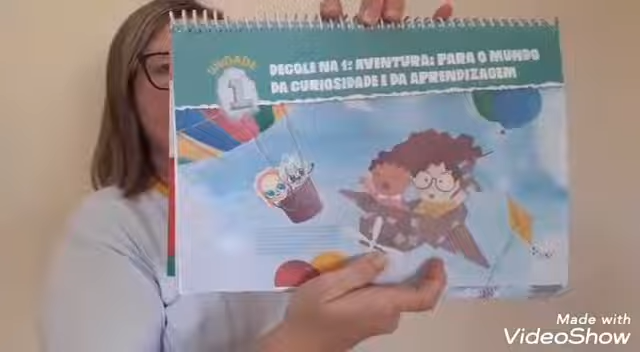 UNIDADE
1
DECOLE NA 1ª AVENTURA: PARA O MUNDO
DA CURIOSIDADE E DA APRENDIZAGEM
Made with
VideoShow